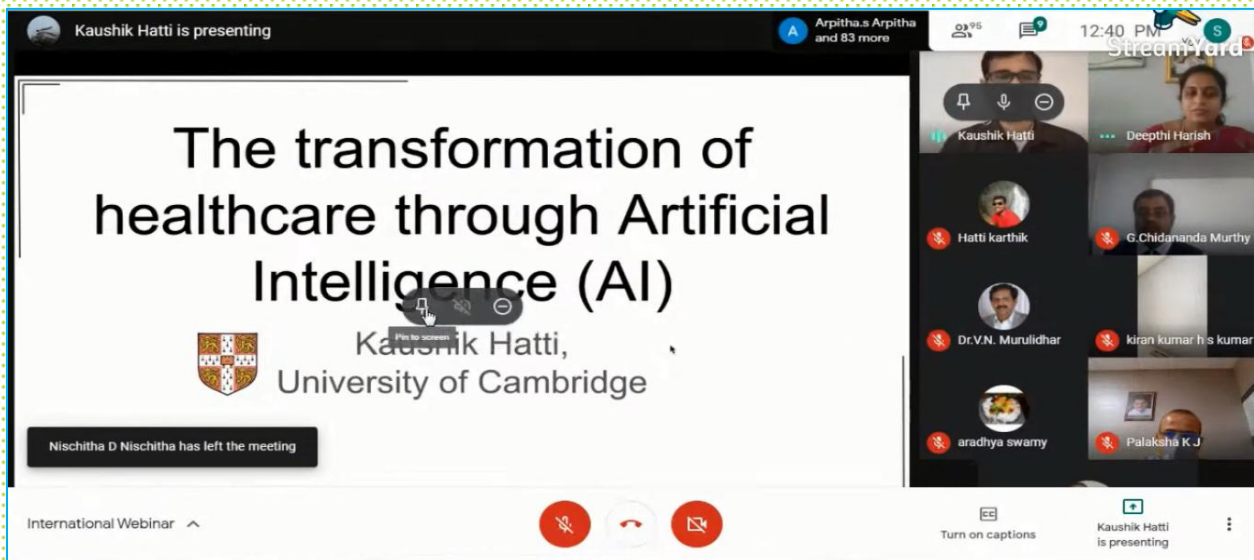 Kaushik Hatti is presenting
A
Arpitha.s Arpitha
and 83 more
95
9
12:40 PM
S
StreamYard
The transformation of
healthcare through Artificial
Intelligence (AI)
Pin to screen
Kaushik Hatti,
University of Cambridge
Nischitha D Nischitha has left the meeting
Kaushik Hatti
Deepthi Harish
Hatti karthik
G.Chidananda Murthy
Dr.V.N. Murulidhar
kiran kumar h s kumar
aradhya swamy
Palaksha K J
International Webinar
CC
Turn on captions
Kaushik Hatti
is presenting